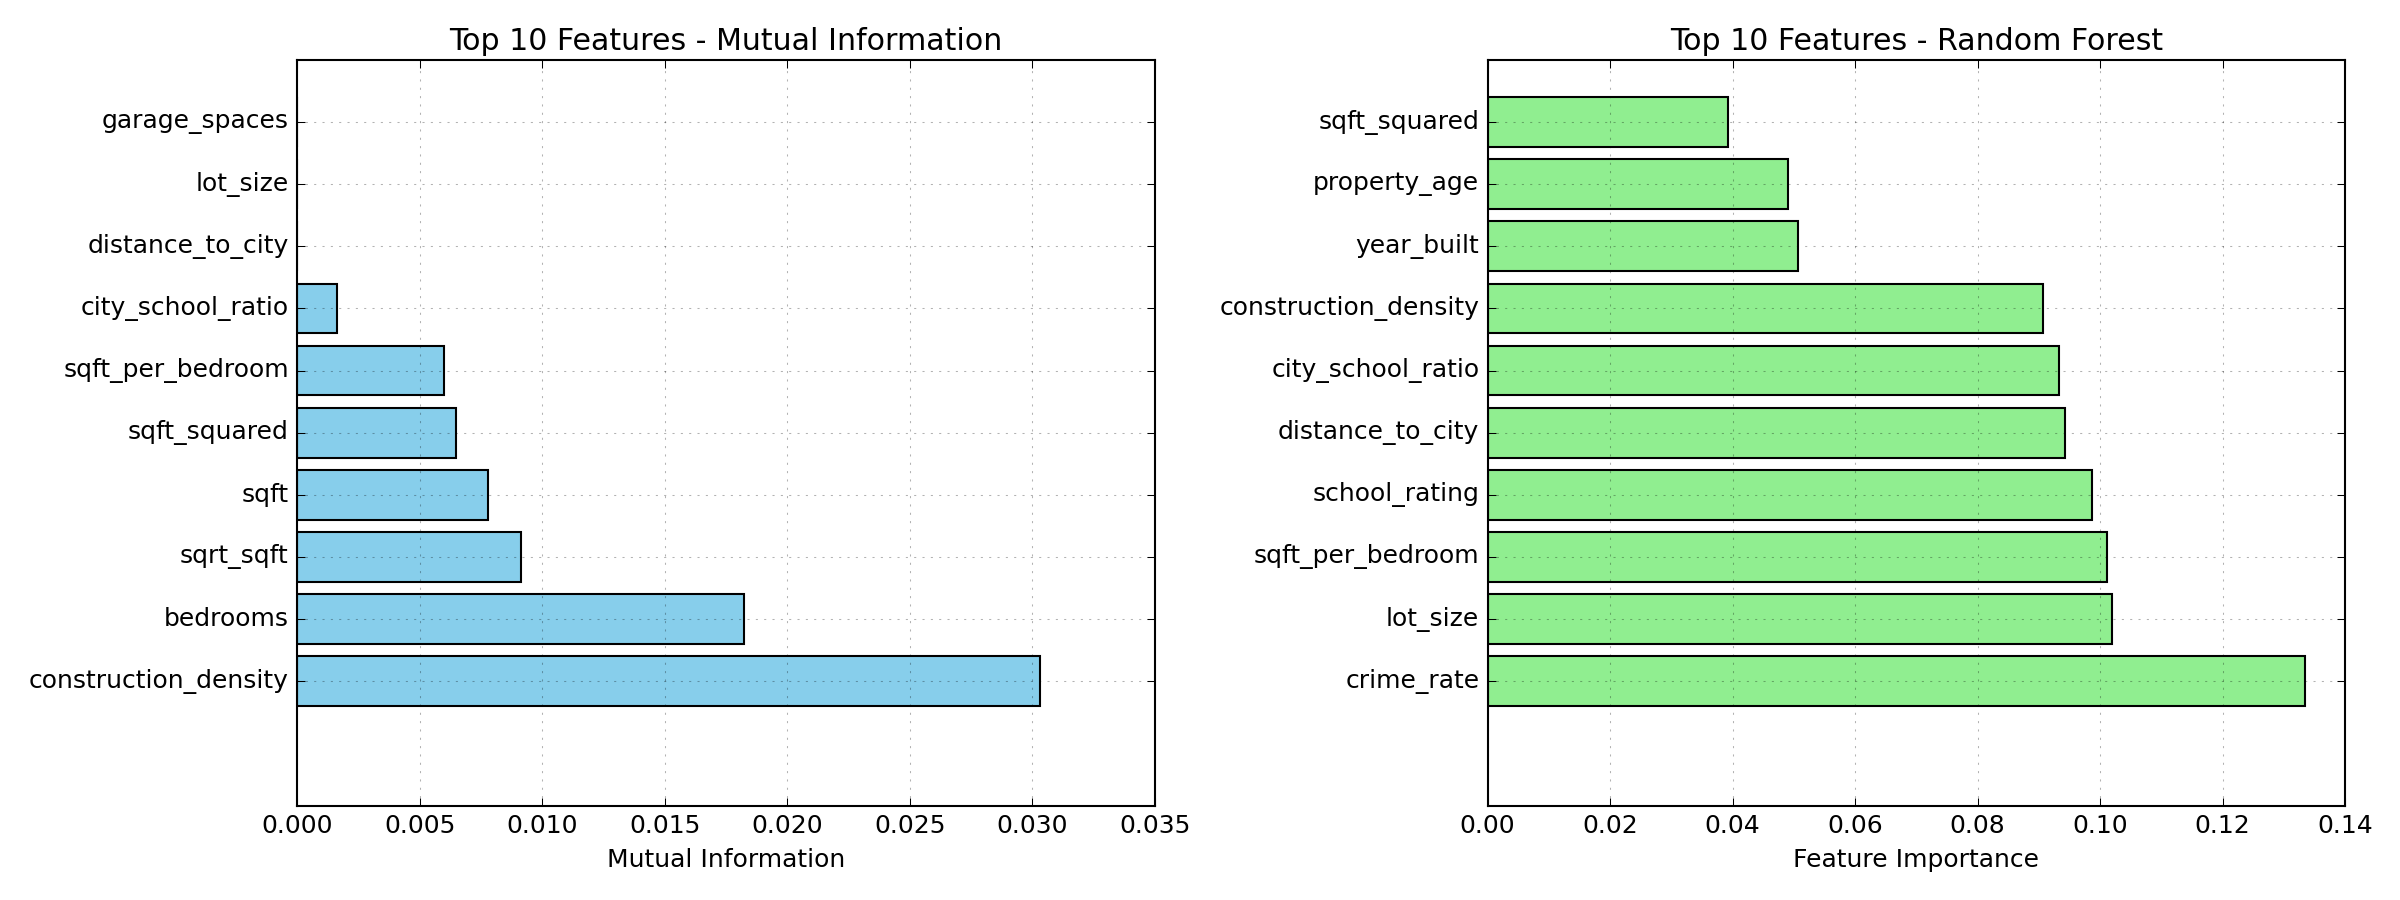 Top 10 Features - Mutual Information
garage_spaces
lot_size
distance_to_city
city_school_ratio
sqft_per_bedroom
sqft_squared
sqft
sqrt_sqft
bedrooms
construction_density
0.000 0.005 0.010 0.015 0.020 0.025 0.030 0.035
Mutual Information
Top 10 Features - Random Forest
sqft_squared
property_age
year_built
construction_density
city_school_ratio
distance_to_city
school_rating
sqft_per_bedroom
lot_size
crime_rate
0.00 0.02 0.04 0.06 0.08 0.10 0.12 0.14
Feature Importance